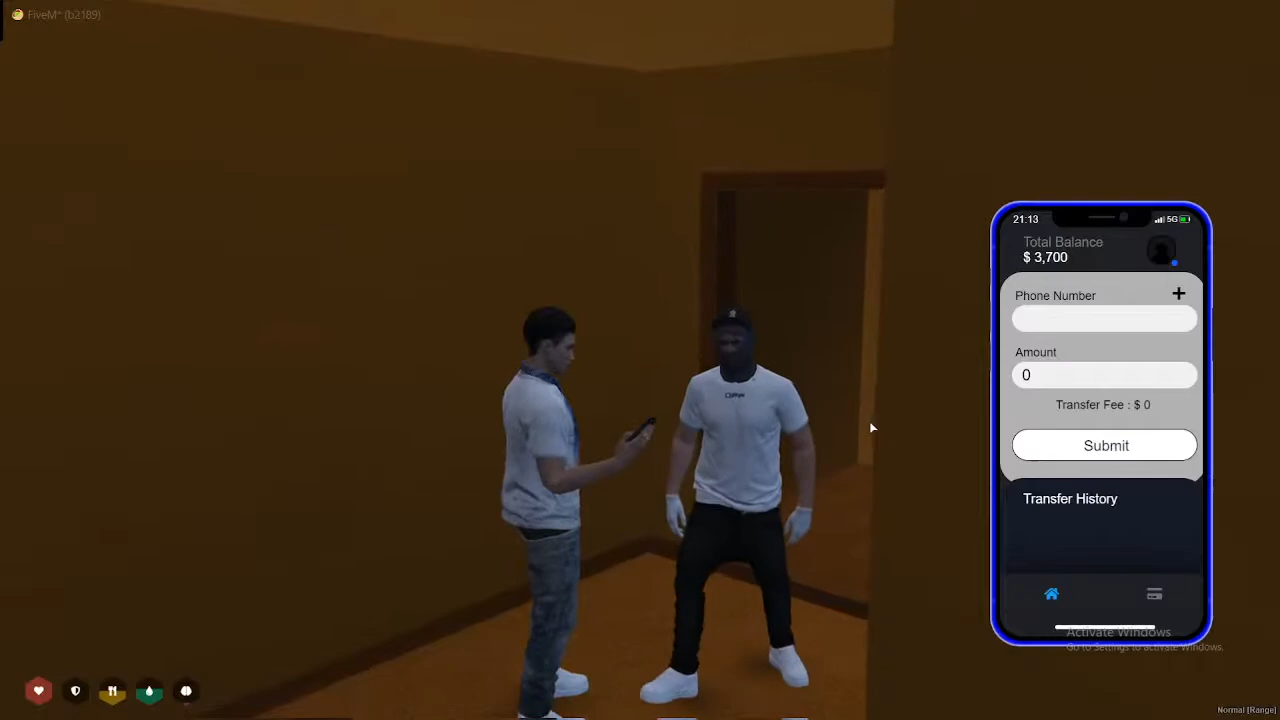 FiveM* (b2189)
21:13
5G
Total Balance
$ 3,700
Phone Number
+
Amount
0
Transfer Fee : $ 0
Submit
Transfer History
Activate Windows
Go to Settings to activate Windows.
Normal [Range]